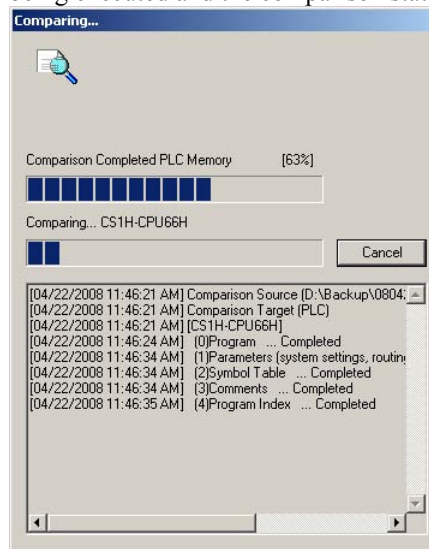 Comparing...
Comparison Completed PLC Memory [63%]
Comparing... CS1H-CPU66H
Cancel
[04/22/2008 11:46:21 AM] Comparison Source (D:\Backup\0804
[04/22/2008 11:46:21 AM] Comparison Target (PLC)
[04/22/2008 11:46:21 AM] [CS1H-CPU66H]
[04/22/2008 11:46:24 AM] (0)Program ... Completed
[04/22/2008 11:46:34 AM] (1)Parameters (system settings, routing
[04/22/2008 11:46:34 AM] (2)Symbol Table ... Completed
[04/22/2008 11:46:34 AM] (3)Comments ... Completed
[04/22/2008 11:46:35 AM] (4)Program Index ... Completed